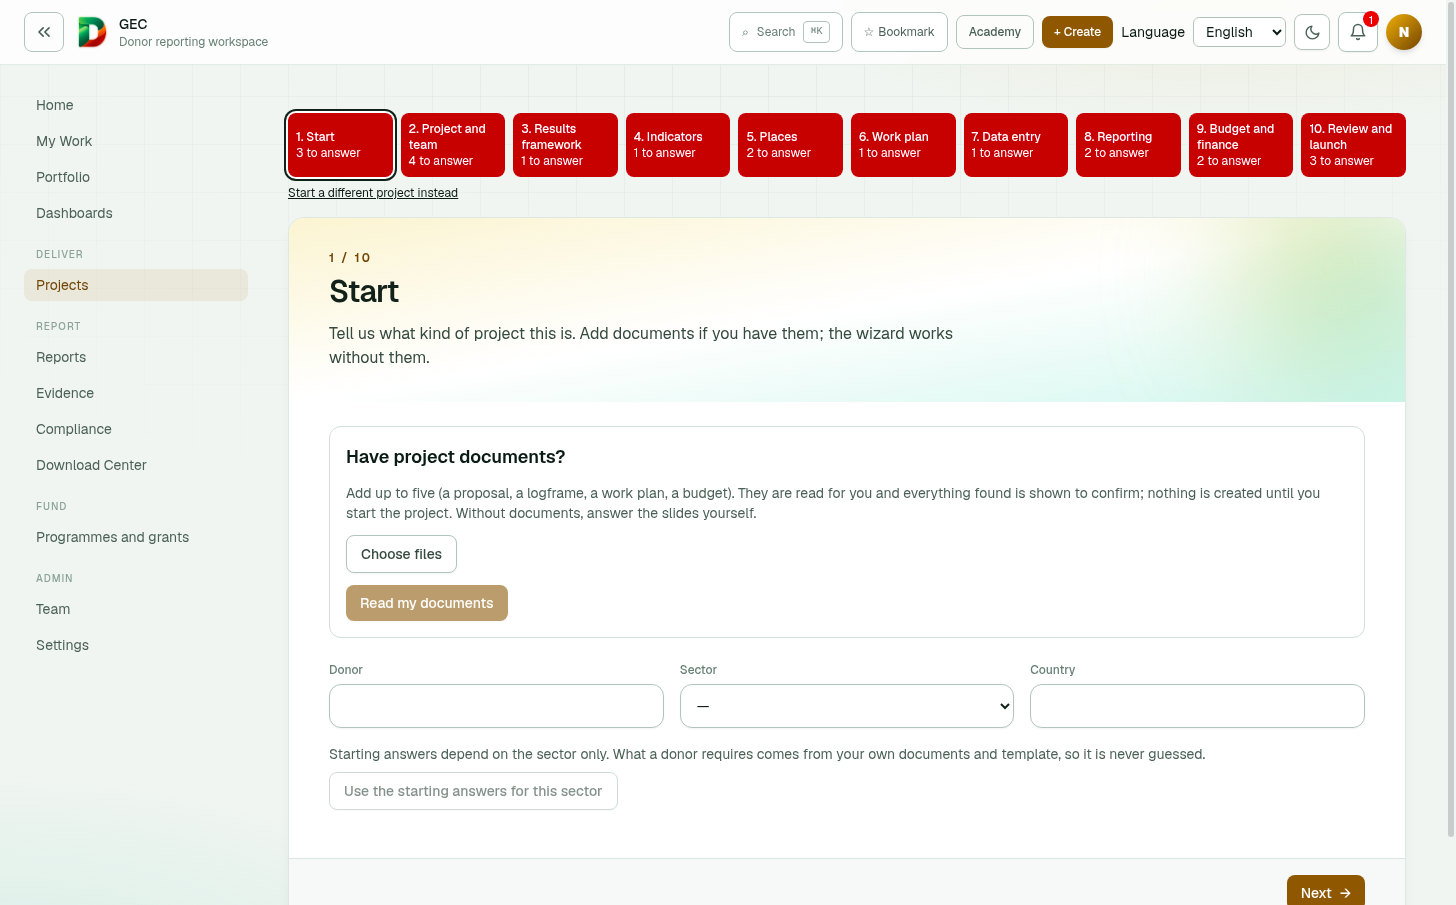 GEC
Donor reporting workspace
Search ⌘K
☆ Bookmark
Academy
+ Create
Language
English
1
N
Home
My Work
Portfolio
Dashboards
DELIVER
Projects
REPORT
Reports
Evidence
Compliance
Download Center
FUND
Programmes and grants
ADMIN
Team
Settings
1. Start
3 to answer
2. Project and
team
4 to answer
3. Results
framework
1 to answer
4. Indicators
1 to answer
5. Places
2 to answer
6. Work plan
1 to answer
7. Data entry
1 to answer
8. Reporting
2 to answer
9. Budget and
finance
2 to answer
10. Review and
launch
3 to answer
Start a different project instead
1 / 10
Start
Tell us what kind of project this is. Add documents if you have them; the wizard works
without them.
Have project documents?
Add up to five (a proposal, a logframe, a work plan, a budget). They are read for you and everything found is shown to confirm; nothing is created until you
start the project. Without documents, answer the slides yourself.
Choose files
Read my documents
Donor
Sector
Country
—
Starting answers depend on the sector only. What a donor requires comes from your own documents and template, so it is never guessed.
Use the starting answers for this sector
Next →